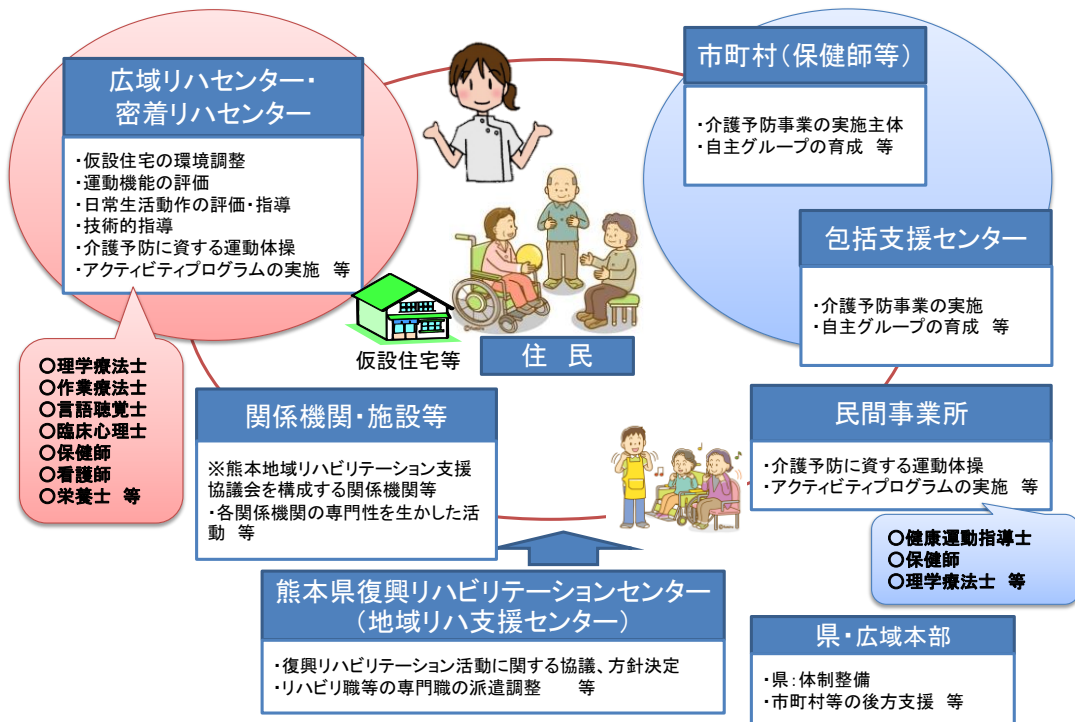 広域リハセンター・
密着リハセンター
・仮設住宅の環境調整
・運動機能の評価
・日常生活動作の評価・指導
・技術的指導
・介護予防に資する運動体操
・アクティビティプログラムの実施 等
○理学療法士
○作業療法士
○言語聴覚士
○臨床心理士
○保健師
○看護師
○栄養士 等
市町村(保健師等)
・介護予防事業の実施主体
・自主グループの育成 等
包括支援センター
・介護予防事業の実施
・自主グループの育成 等
仮設住宅等
住 民
関係機関・施設等
※熊本地域リハビリテーション支援
協議会を構成する関係機関等
・各関係機関の専門性を生かした活
動 等
民間事業所
・介護予防に資する運動体操
・アクティビティプログラムの実施 等
○健康運動指導士
○保健師
○理学療法士 等
熊本県復興リハビリテーションセンター
(地域リハ支援センター)
・復興リハビリテーション活動に関する協議、方針決定
・リハビリ職等の専門職の派遣調整 等
県・広域本部
・県:体制整備
・市町村等の後方支援 等